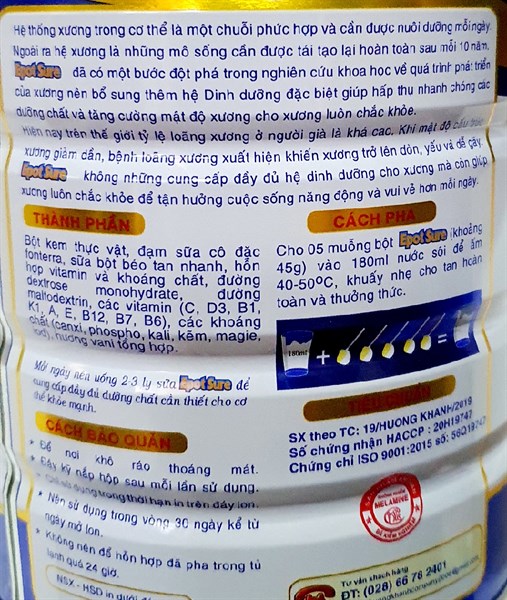 Hệ thống xương trong cơ thể là một chuỗi phức hợp và cần được nuôi dưỡng mỗi ngày.
Ngoài ra hệ xương là những mô sống cần được tái tạo lại hoàn toàn sau mỗi 10 năm.
Epot Sure đã có một bước đột phá trong nghiên cứu khoa học về quá trình phát triển
của xương nên bổ sung thêm hệ Dinh dưỡng đặc biệt giúp hấp thu nhanh chóng các
dưỡng chất và tăng cường mật độ xương cho xương luôn chắc khỏe.
Hiện nay trên thế giới tỷ lệ loãng xương ở người già là khá cao. Khi mật độ cấu trúc
xương giảm dần, bệnh loãng xương xuất hiện khiến xương trở lên dòn, yếu và dễ gãy.
Epot Sure không những cung cấp đầy đủ hệ dinh dưỡng cho xương mà còn giúp
xương luôn chắc khỏe để tận hưởng cuộc sống năng động và vui vẻ hơn mỗi ngày.
THÀNH PHẦN
Bột kem thực vật, đạm sữa cô đặc
fonterra, sữa bột béo tan nhanh, hỗn
hợp vitamin và khoáng chất, đường
dextrose monohydrate, đường
maltodextrin, các vitamin (C, D3, B1,
K1, A, E, B12, B7, B6), các khoáng
chất (canxi, phospho, kali, kẽm, magie,
iod), hương vani tổng hợp.
Mỗi ngày nên uống 2-3 ly sữa Epot Sure để
cung cấp đầy đủ dưỡng chất cần thiết cho cơ
thể khỏe mạnh.
CÁCH BẢO QUẢN
Để nơi khô ráo thoáng mát.
Đậy kỹ nắp hộp sau mỗi lần sử dụng.
Chỉ sử dụng trong thời hạn in trên đáy lon.
Nên sử dụng trong vòng 30 ngày kể từ
ngày mở lon.
Không nên để hỗn hợp đã pha trong tủ
lạnh quá 24 giờ.
NSX - HSD in dưới
CÁCH PHA
Cho 05 muỗng bột Epot Sure (khoảng
45g) vào 180ml nước sôi để ấm
40-50ºC, khuấy nhẹ cho tan hoàn
toàn và thưởng thức.
180ml + =
TIÊU CHUẨN
SX theo TC: 19/HUONG KHANH/2019
Số chứng nhận HACCP : 20H19747
Chứng chỉ ISO 9001:2015 số:
MELAMINE
Tư vấn khách hàng
ĐT: (028) 66 76 2401